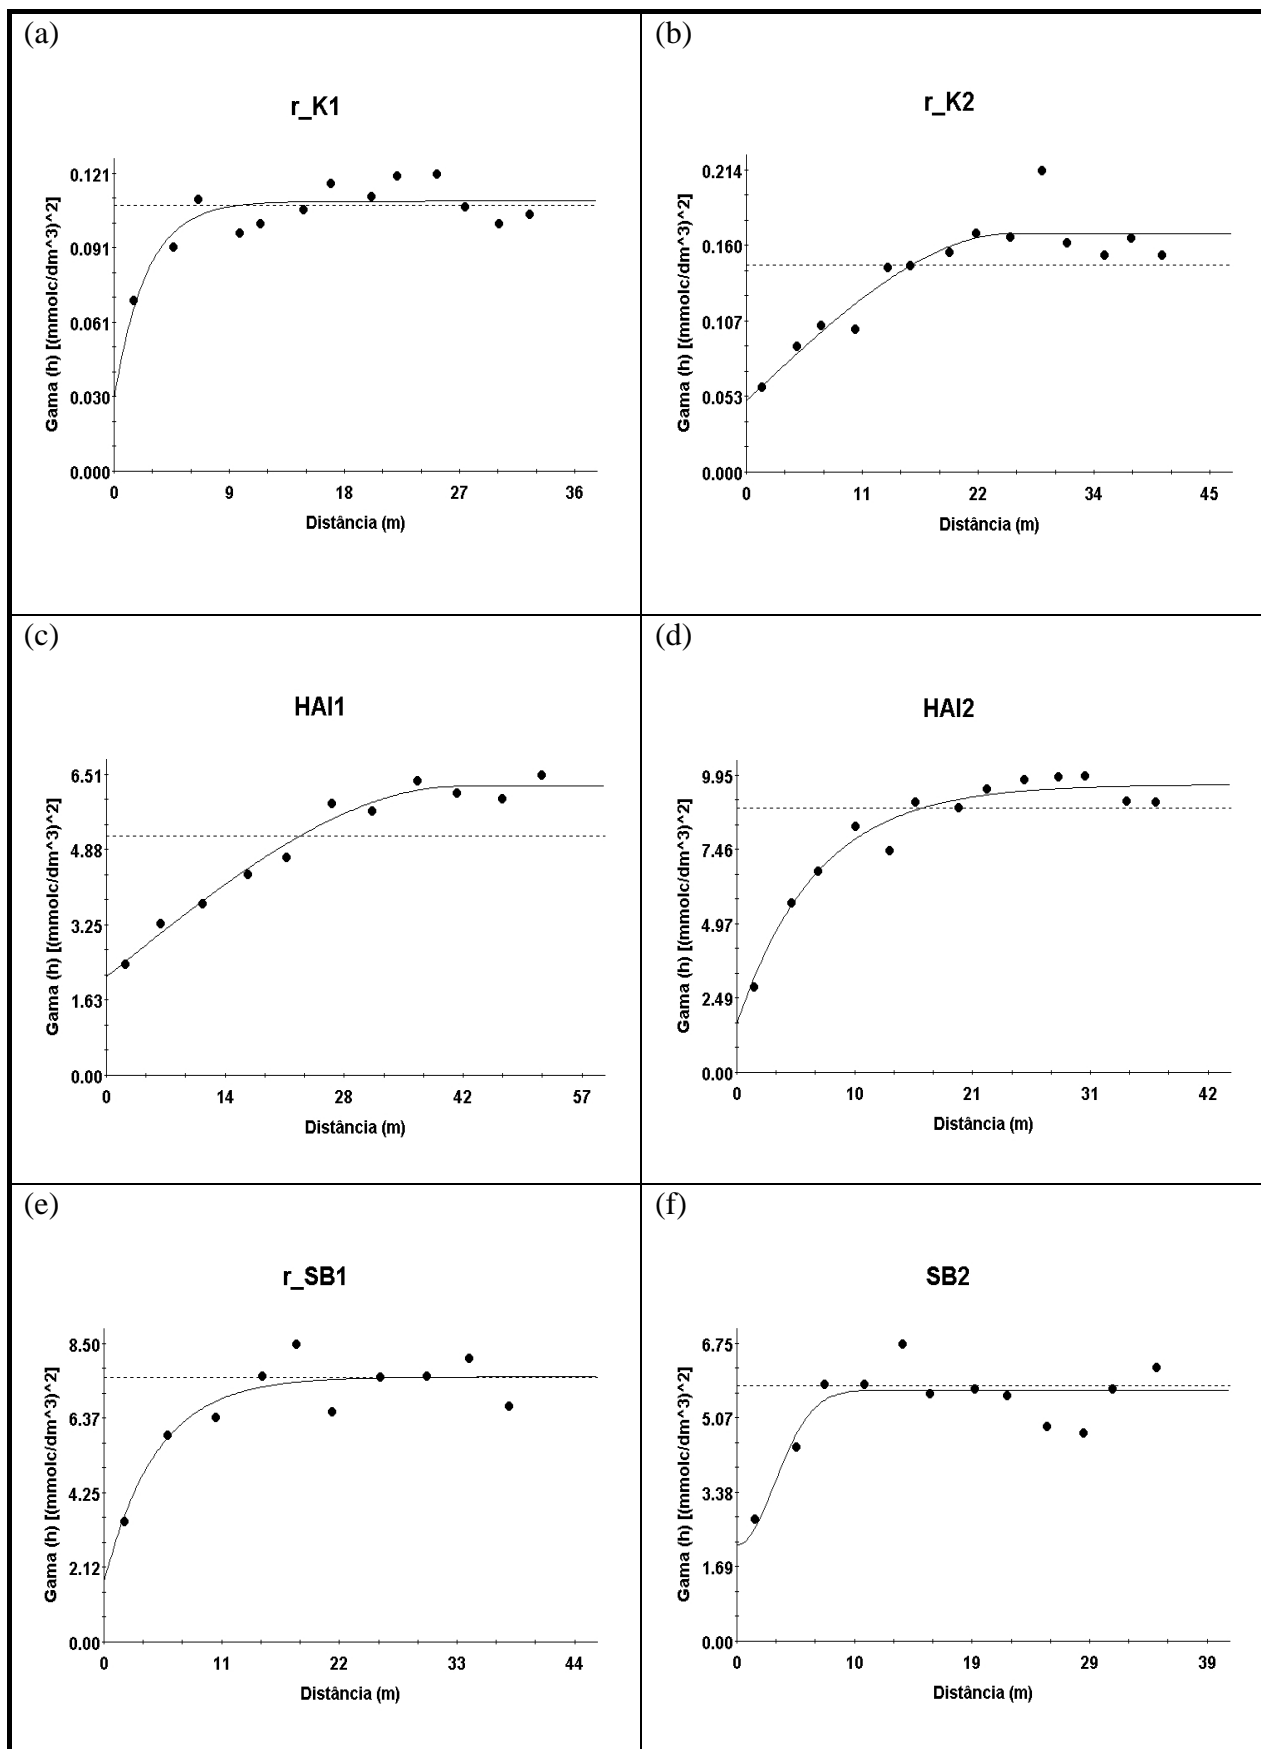 (a)
r_K1
Gama (h) [(mmolc/dm^3)^2]
0.121
0.091
0.061
0.030
0.000
0 9 18 27 36
Distância (m)
(b)
r_K2
Gama (h) [(mmolc/dm^3)^2]
0.214
0.160
0.107
0.053
0.000
0 11 22 34 45
Distância (m)
(c)
HAl1
Gama (h) [(mmolc/dm^3)^2]
6.51
4.88
3.25
1.63
0.00
0 14 28 42 57
Distância (m)
(d)
HAl2
Gama (h) [(mmolc/dm^3)^2]
9.95
7.46
4.97
2.49
0.00
0 10 21 31 42
Distância (m)
(e)
r_SB1
Gama (h) [(mmolc/dm^3)^2]
8.50
6.37
4.25
2.12
0.00
0 11 22 33 44
Distância (m)
(f)
SB2
Gama (h) [(mmolc/dm^3)^2]
6.75
5.07
3.38
1.69
0.00
0 10 19 29 39
Distância (m)